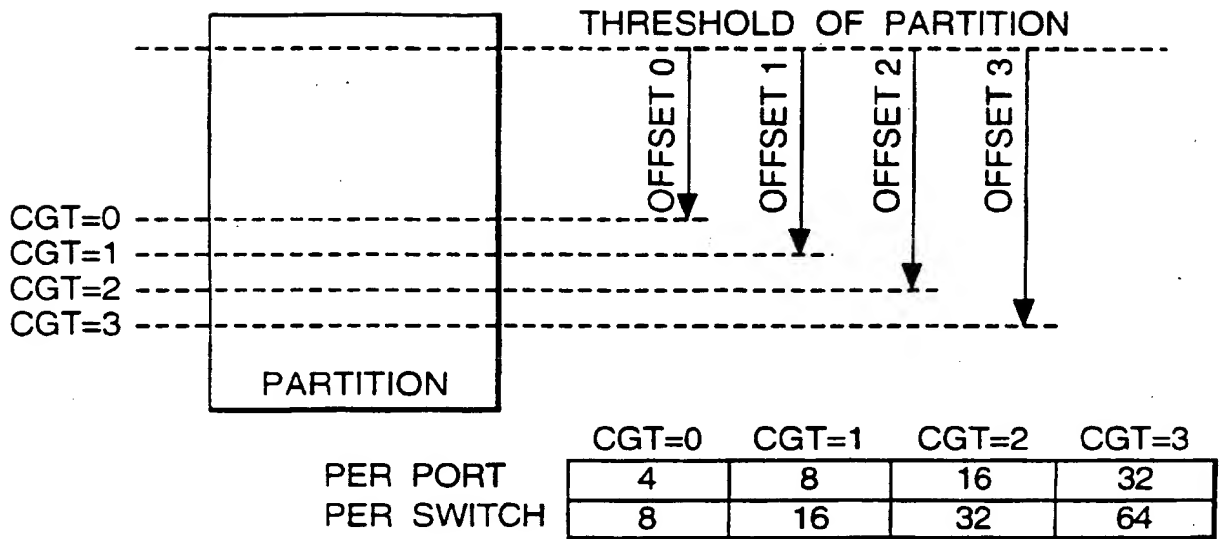 THRESHOLD OF PARTITION
OFFSET 0
OFFSET 1
OFFSET 2
OFFSET 3
CGT=0
CGT=1
CGT=2
CGT=3
PARTITION
CGT=0 CGT=1 CGT=2 CGT=3
PER PORT 4 8 16 32
PER SWITCH 8 16 32 64